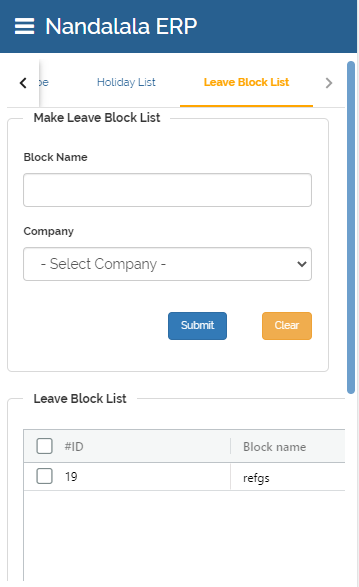 Nandalala ERP
pe Holiday List Leave Block List
Make Leave Block List
Block Name
Company
- Select Company -
Submit Clear
Leave Block List
#ID Block name
19 refgs